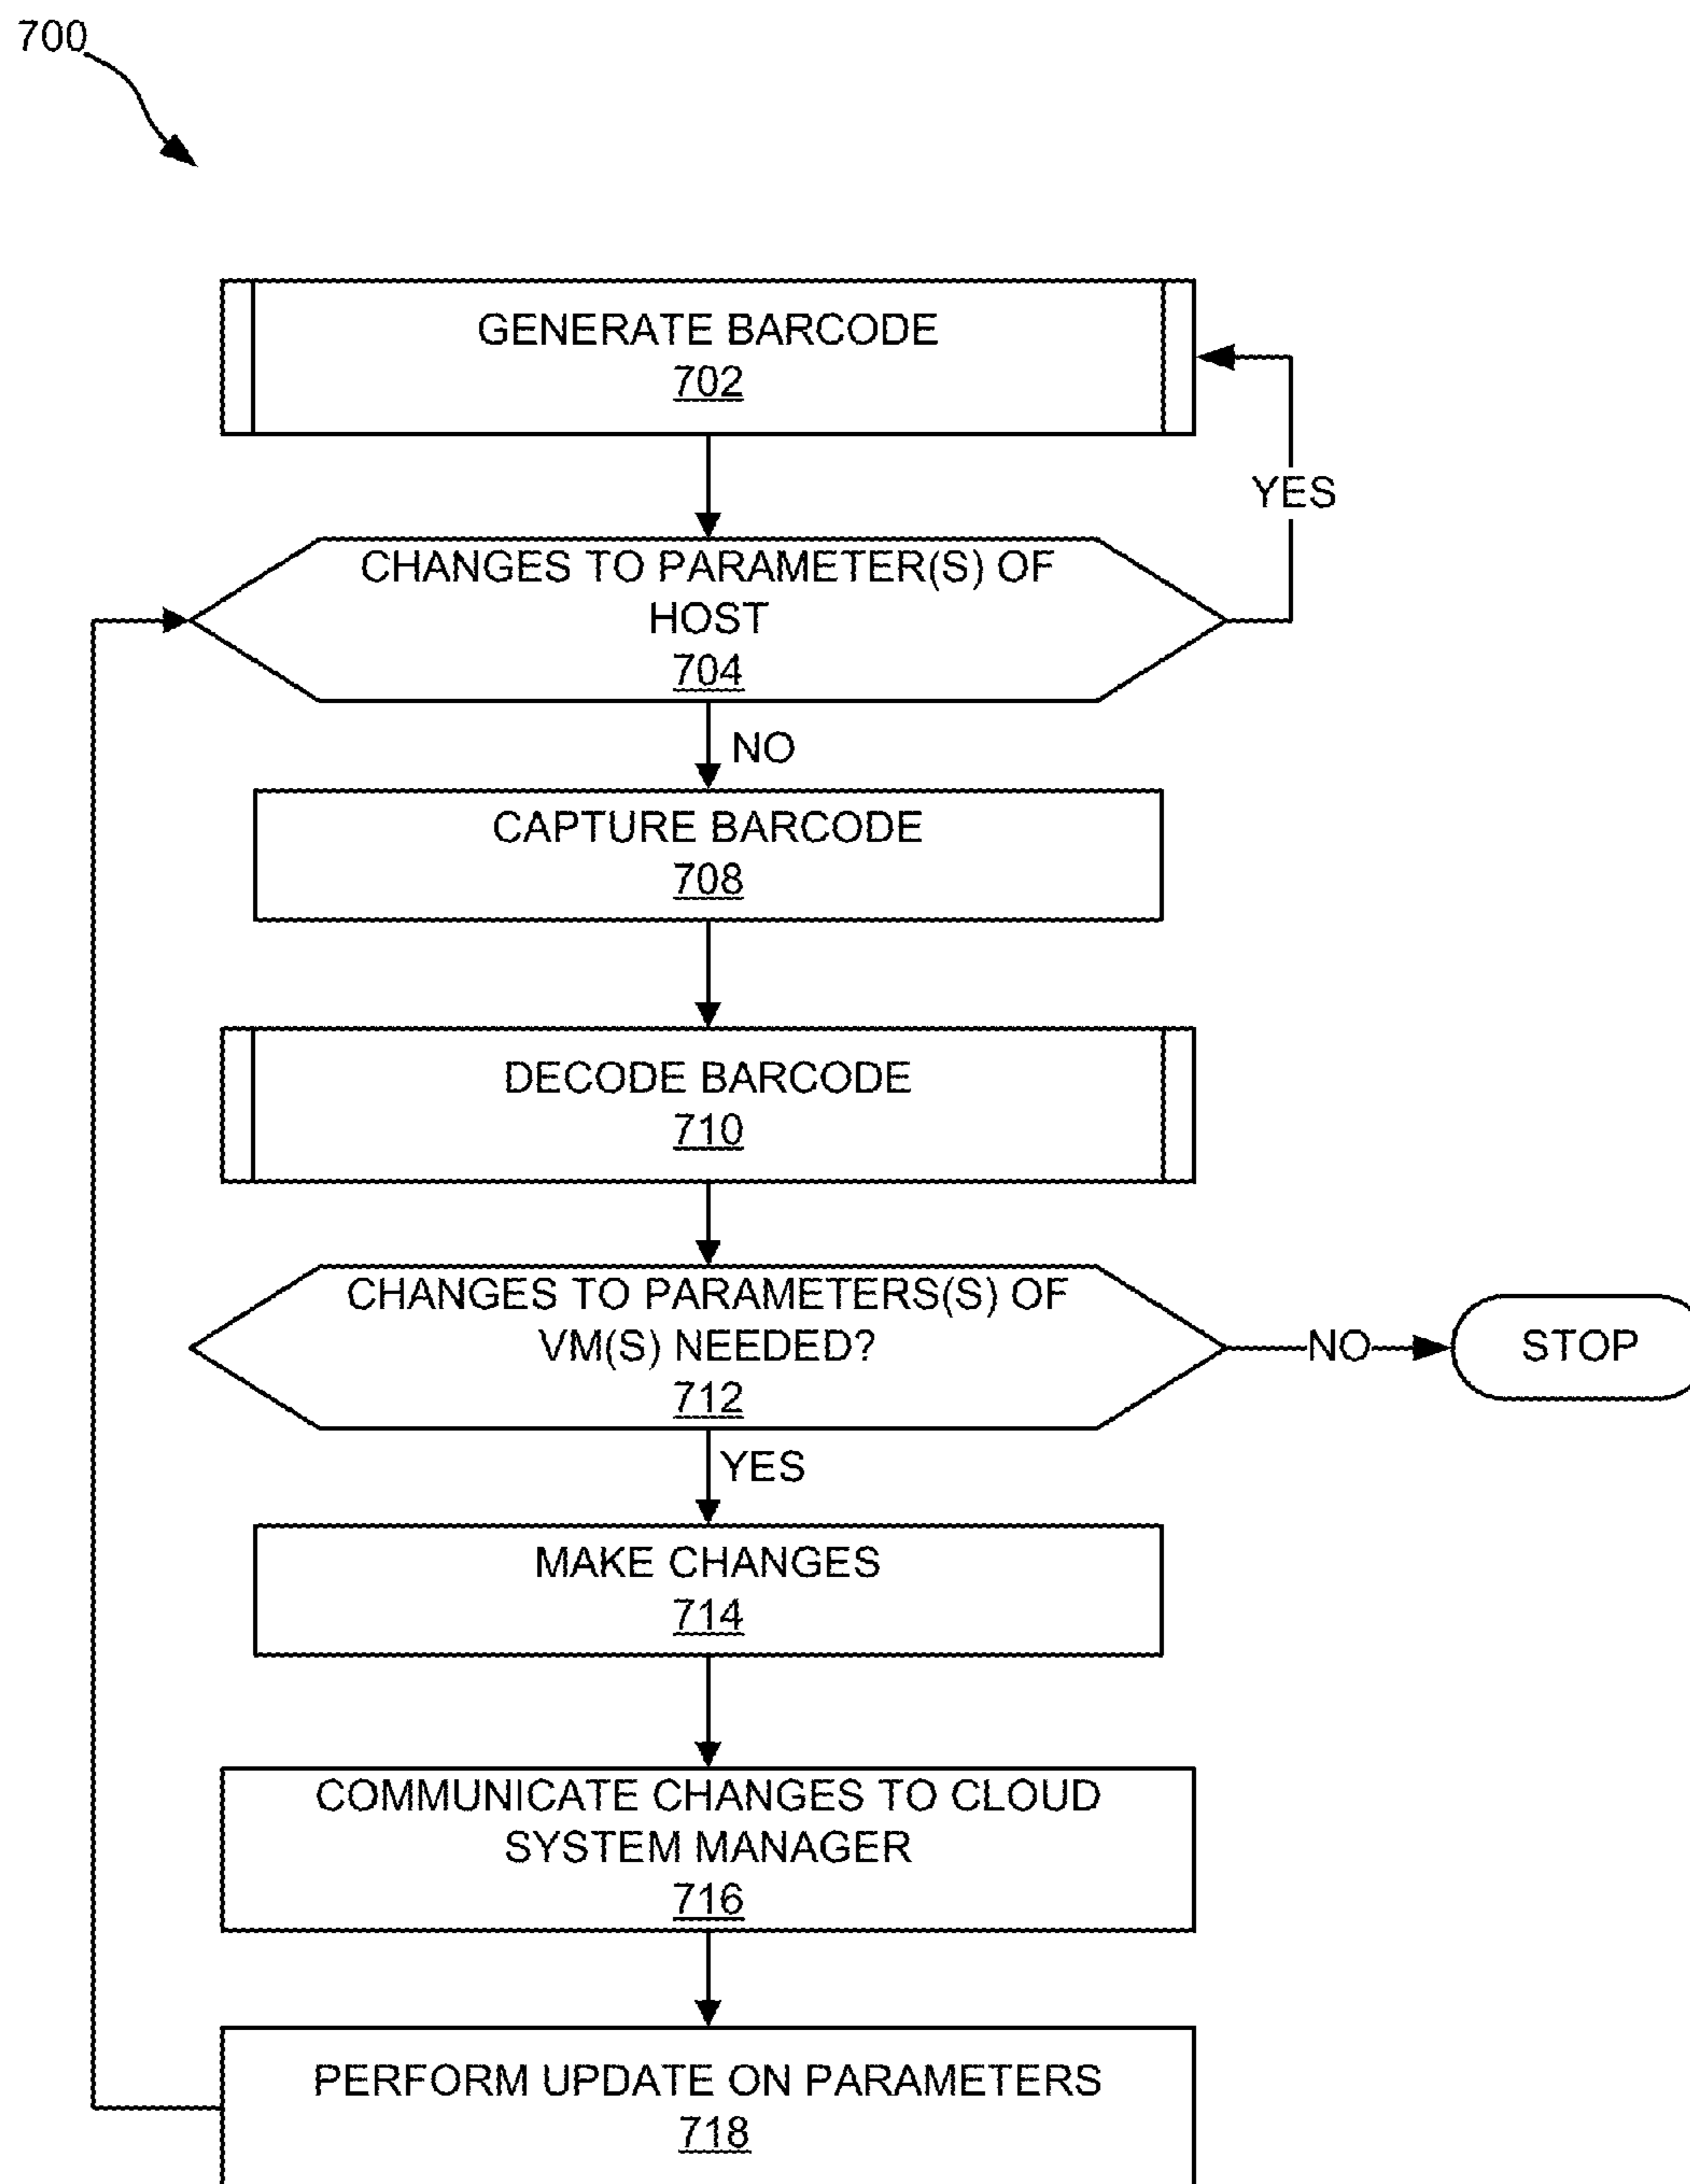 700
GENERATE BARCODE
702
YES
CHANGES TO PARAMETER(S) OF
HOST
704
NO
CAPTURE BARCODE
708
DECODE BARCODE
710
CHANGES TO PARAMETERS(S) OF
VM(S) NEEDED?
712
NO
STOP
YES
MAKE CHANGES
714
COMMUNICATE CHANGES TO CLOUD
SYSTEM MANAGER
716
PERFORM UPDATE ON PARAMETERS
718